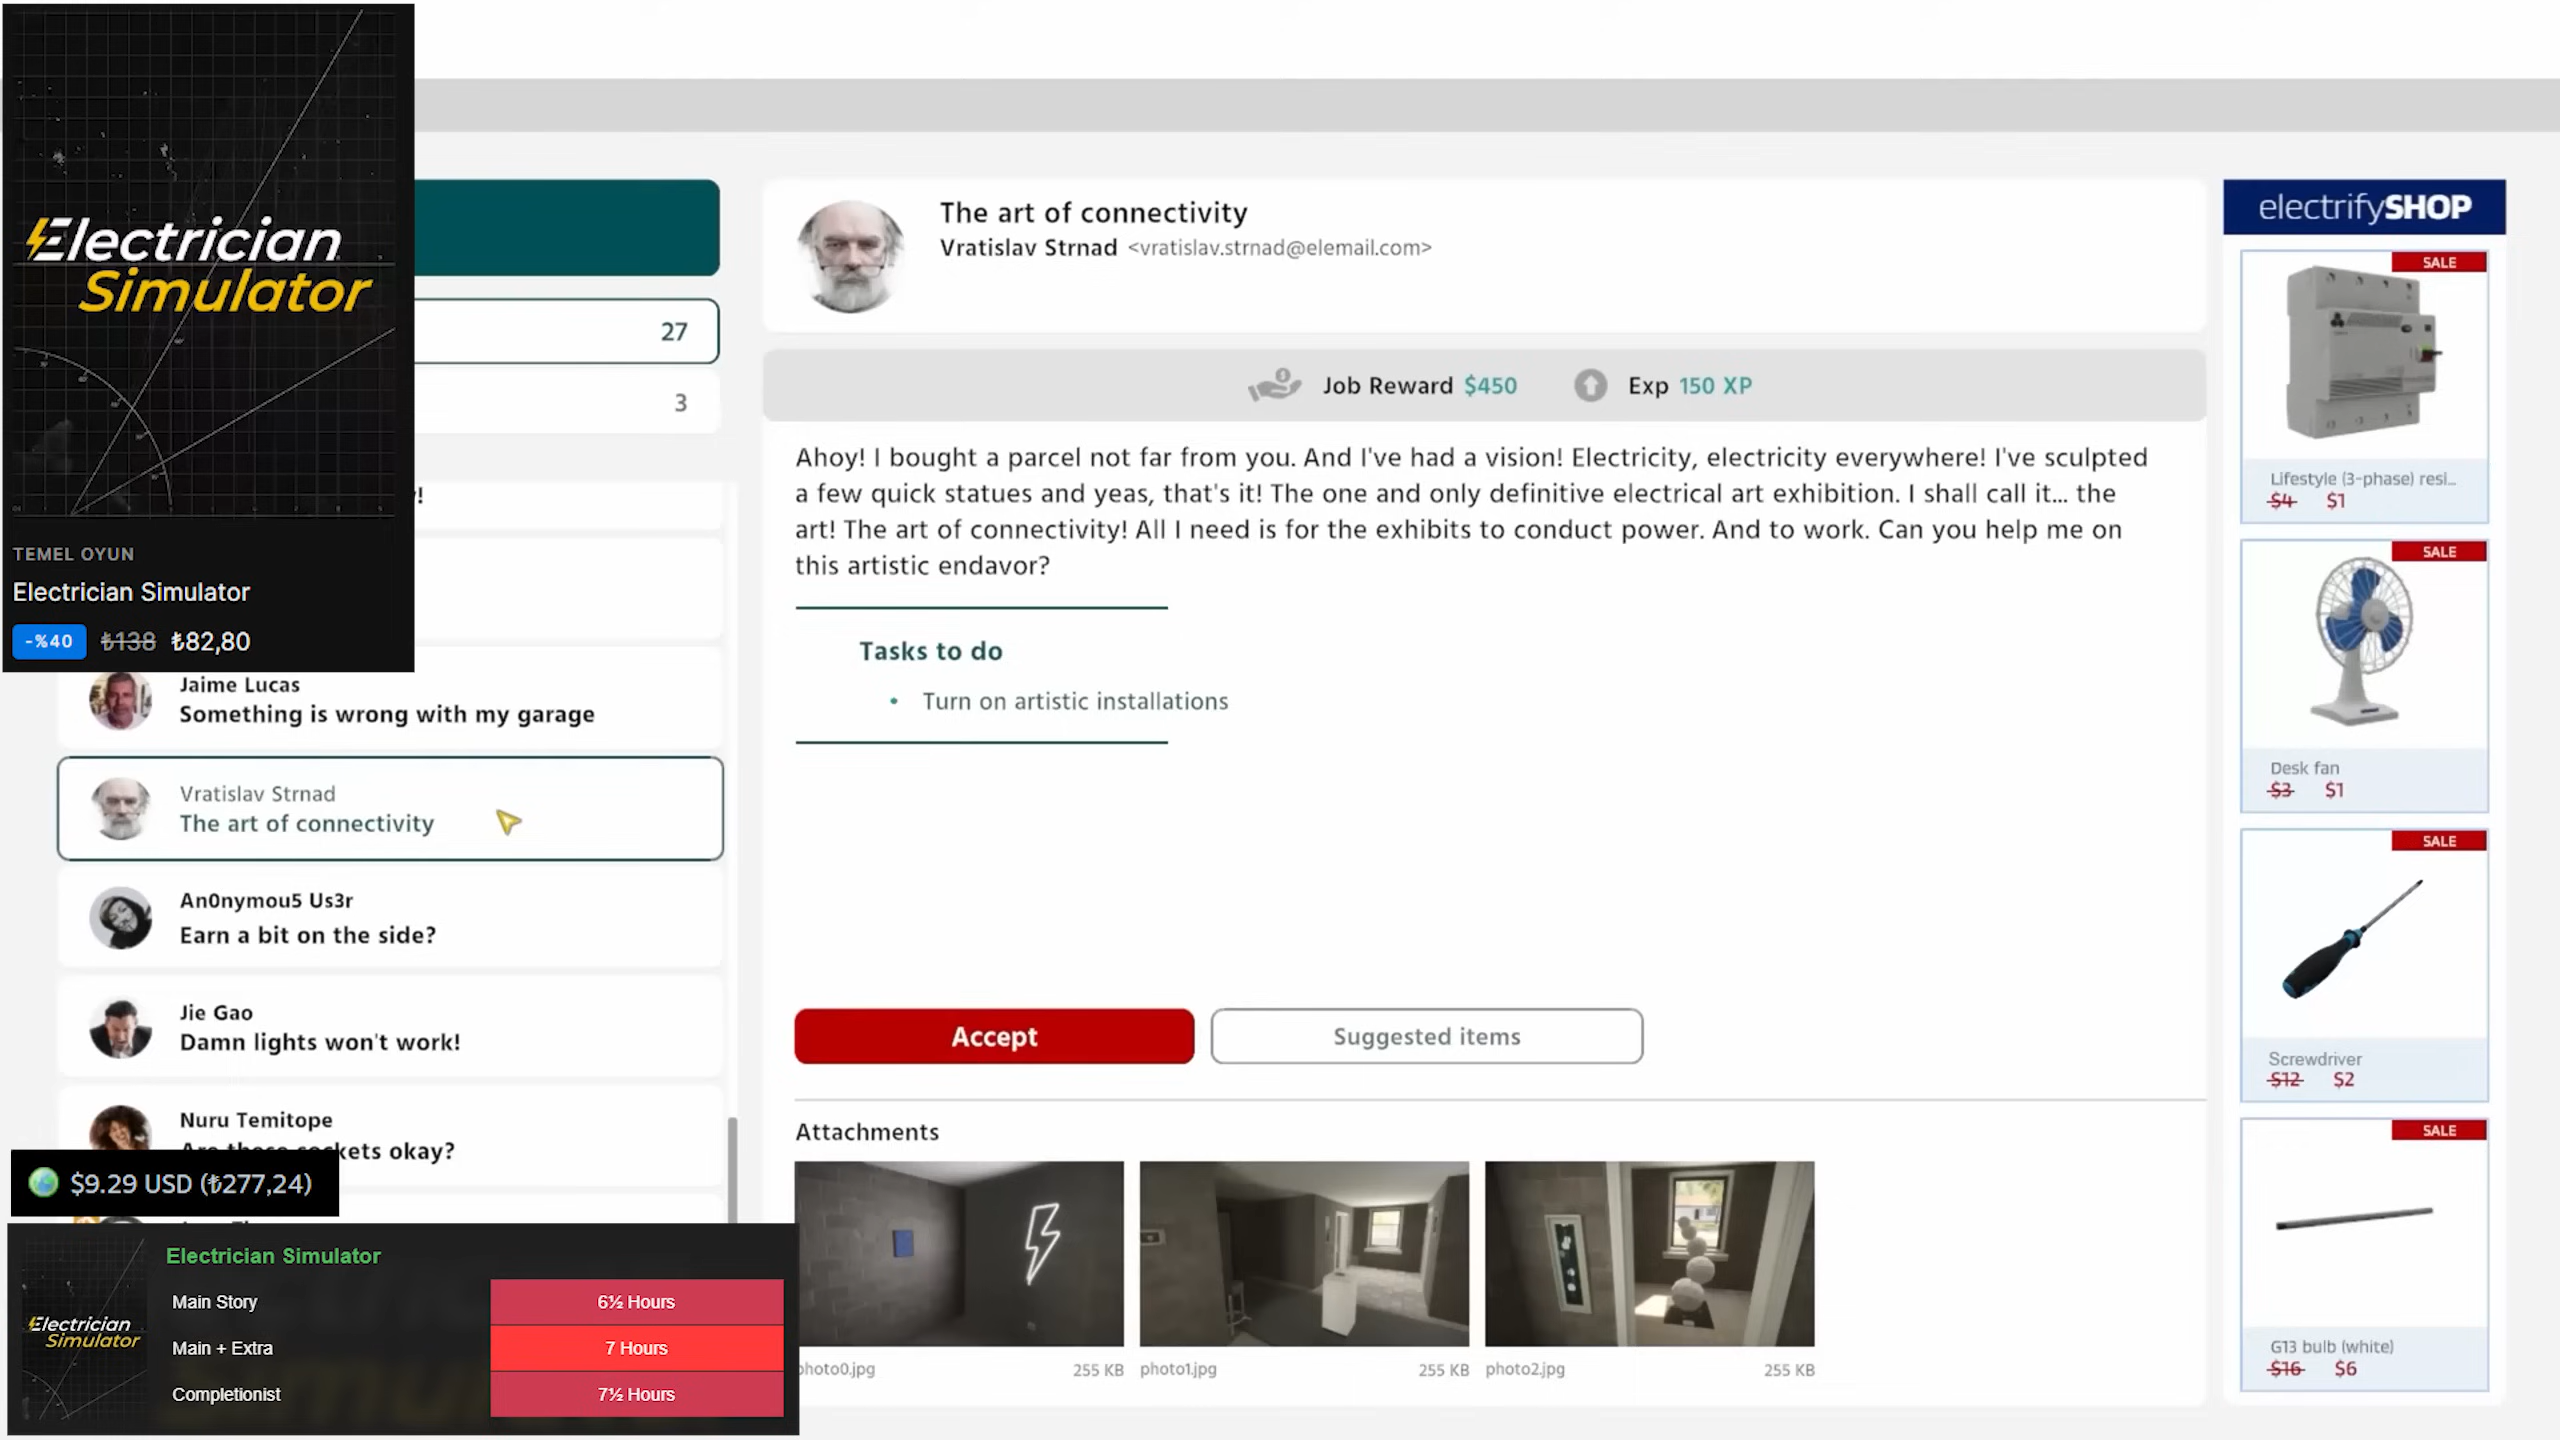 Electrician
Simulator
TEMEL OYUN
Electrician Simulator
-%40 ₺138 ₺82,80
27
3
y!
Jaime Lucas
Something is wrong with my garage
Vratislav Strnad
The art of connectivity
An0nymou5 Us3r
Earn a bit on the side?
Jie Gao
Damn lights won't work!
Nuru Temitope
Are these sockets okay?
$9.29 USD (₺277,24)
Electrician Simulator
Electrician
Simulator
Main Story 6½ Hours
Main + Extra 7 Hours
Completionist 7½ Hours
The art of connectivity
Vratislav Strnad <vratislav.strnad@elemail.com>
Job Reward $450 Exp 150 XP
Ahoy! I bought a parcel not far from you. And I've had a vision! Electricity, electricity everywhere! I've sculpted
a few quick statues and yeas, that's it! The one and only definitive electrical art exhibition. I shall call it... the
art! The art of connectivity! All I need is for the exhibits to conduct power. And to work. Can you help me on
this artistic endavor?
Tasks to do
• Turn on artistic installations
Accept
Suggested items
Attachments
photo0.jpg 255 KB
photo1.jpg 255 KB
photo2.jpg 255 KB
electrifySHOP
SALE
Lifestyle (3-phase) resi...
$4 $1
SALE
Desk fan
$3 $1
SALE
Screwdriver
$12 $2
SALE
G13 bulb (white)
$16 $6